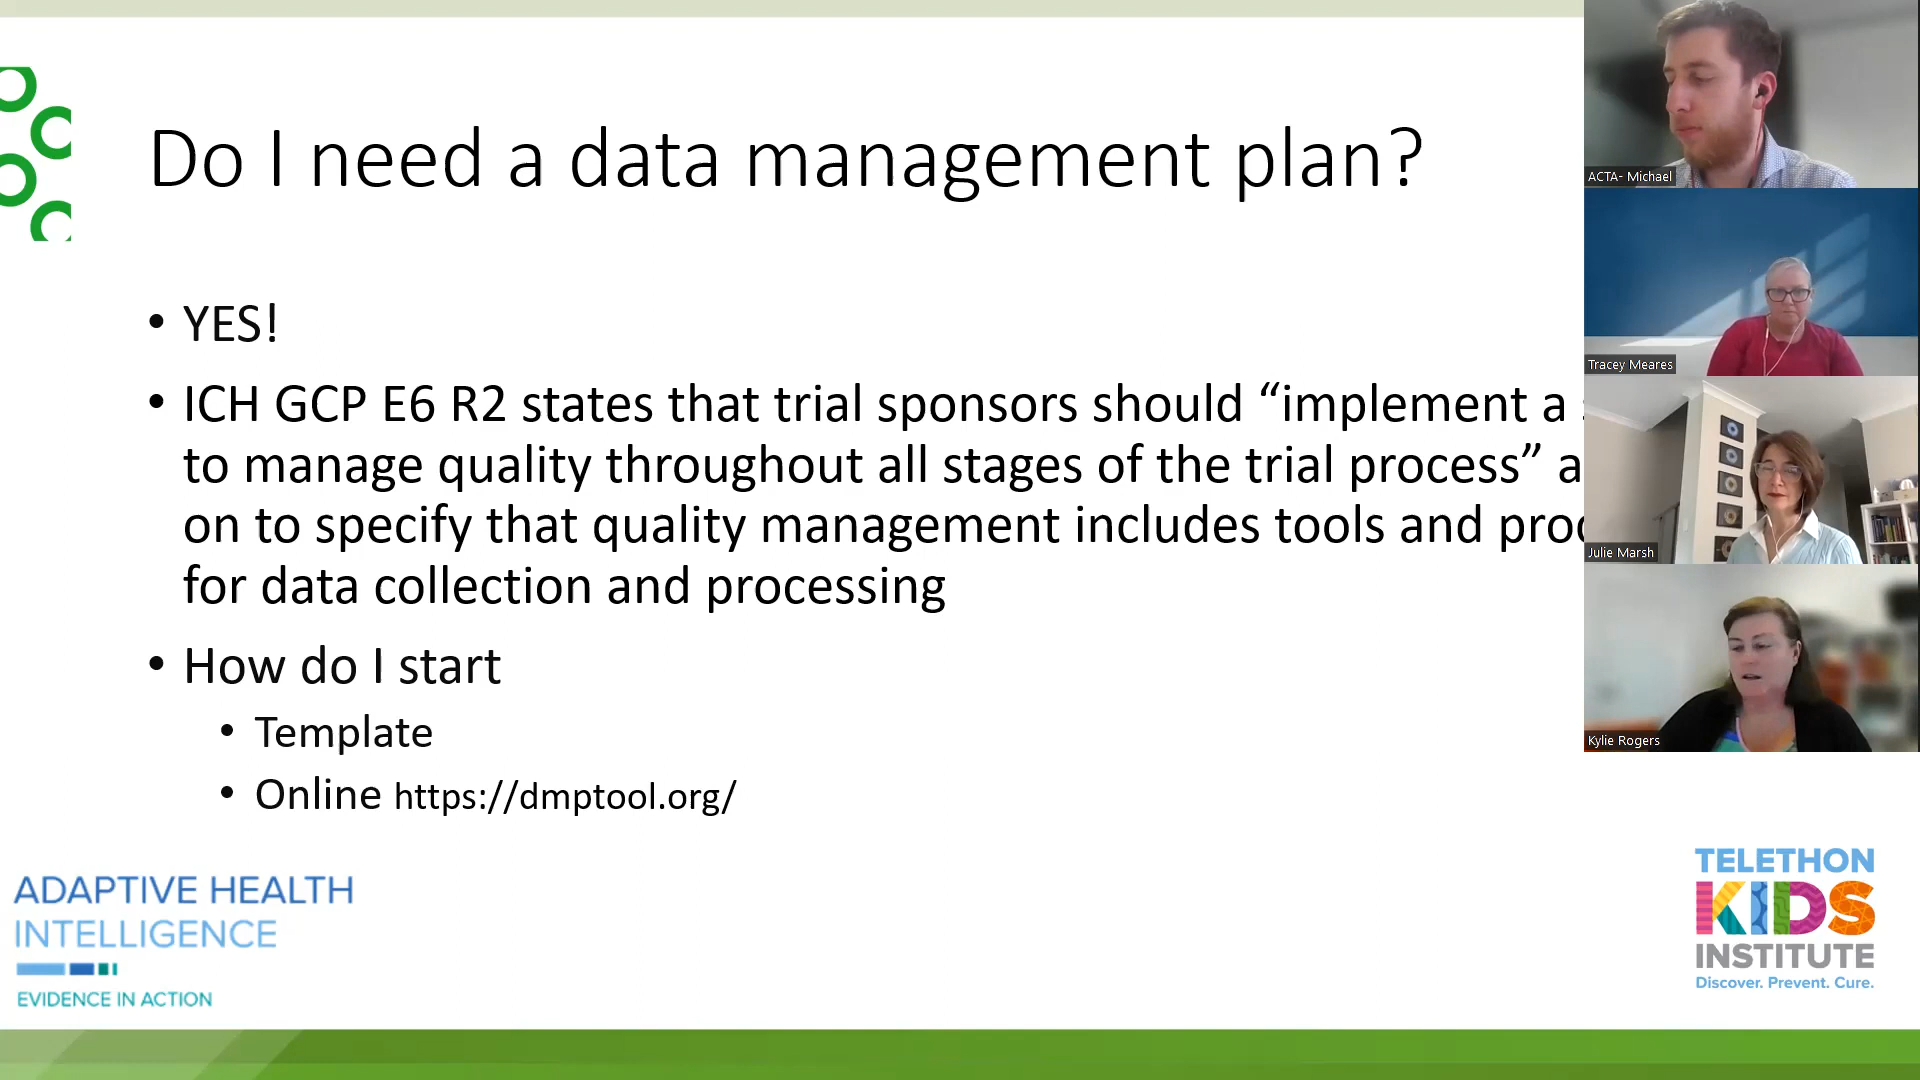 Do I need a data management plan?
• YES!
• ICH GCP E6 R2 states that trial sponsors should “implement a
to manage quality throughout all stages of the trial process”
on to specify that quality management includes tools and
for data collection and processing
• How do I start
• Template
• Online https://dmptool.org/
ADAPTIVE HEALTH
INTELLIGENCE
EVIDENCE IN ACTION
TELETHON
KIDS
INSTITUTE
Discover. Prevent. Cure.
ACTA- Michael
Tracey Meares
Julie Marsh
Kylie Rogers